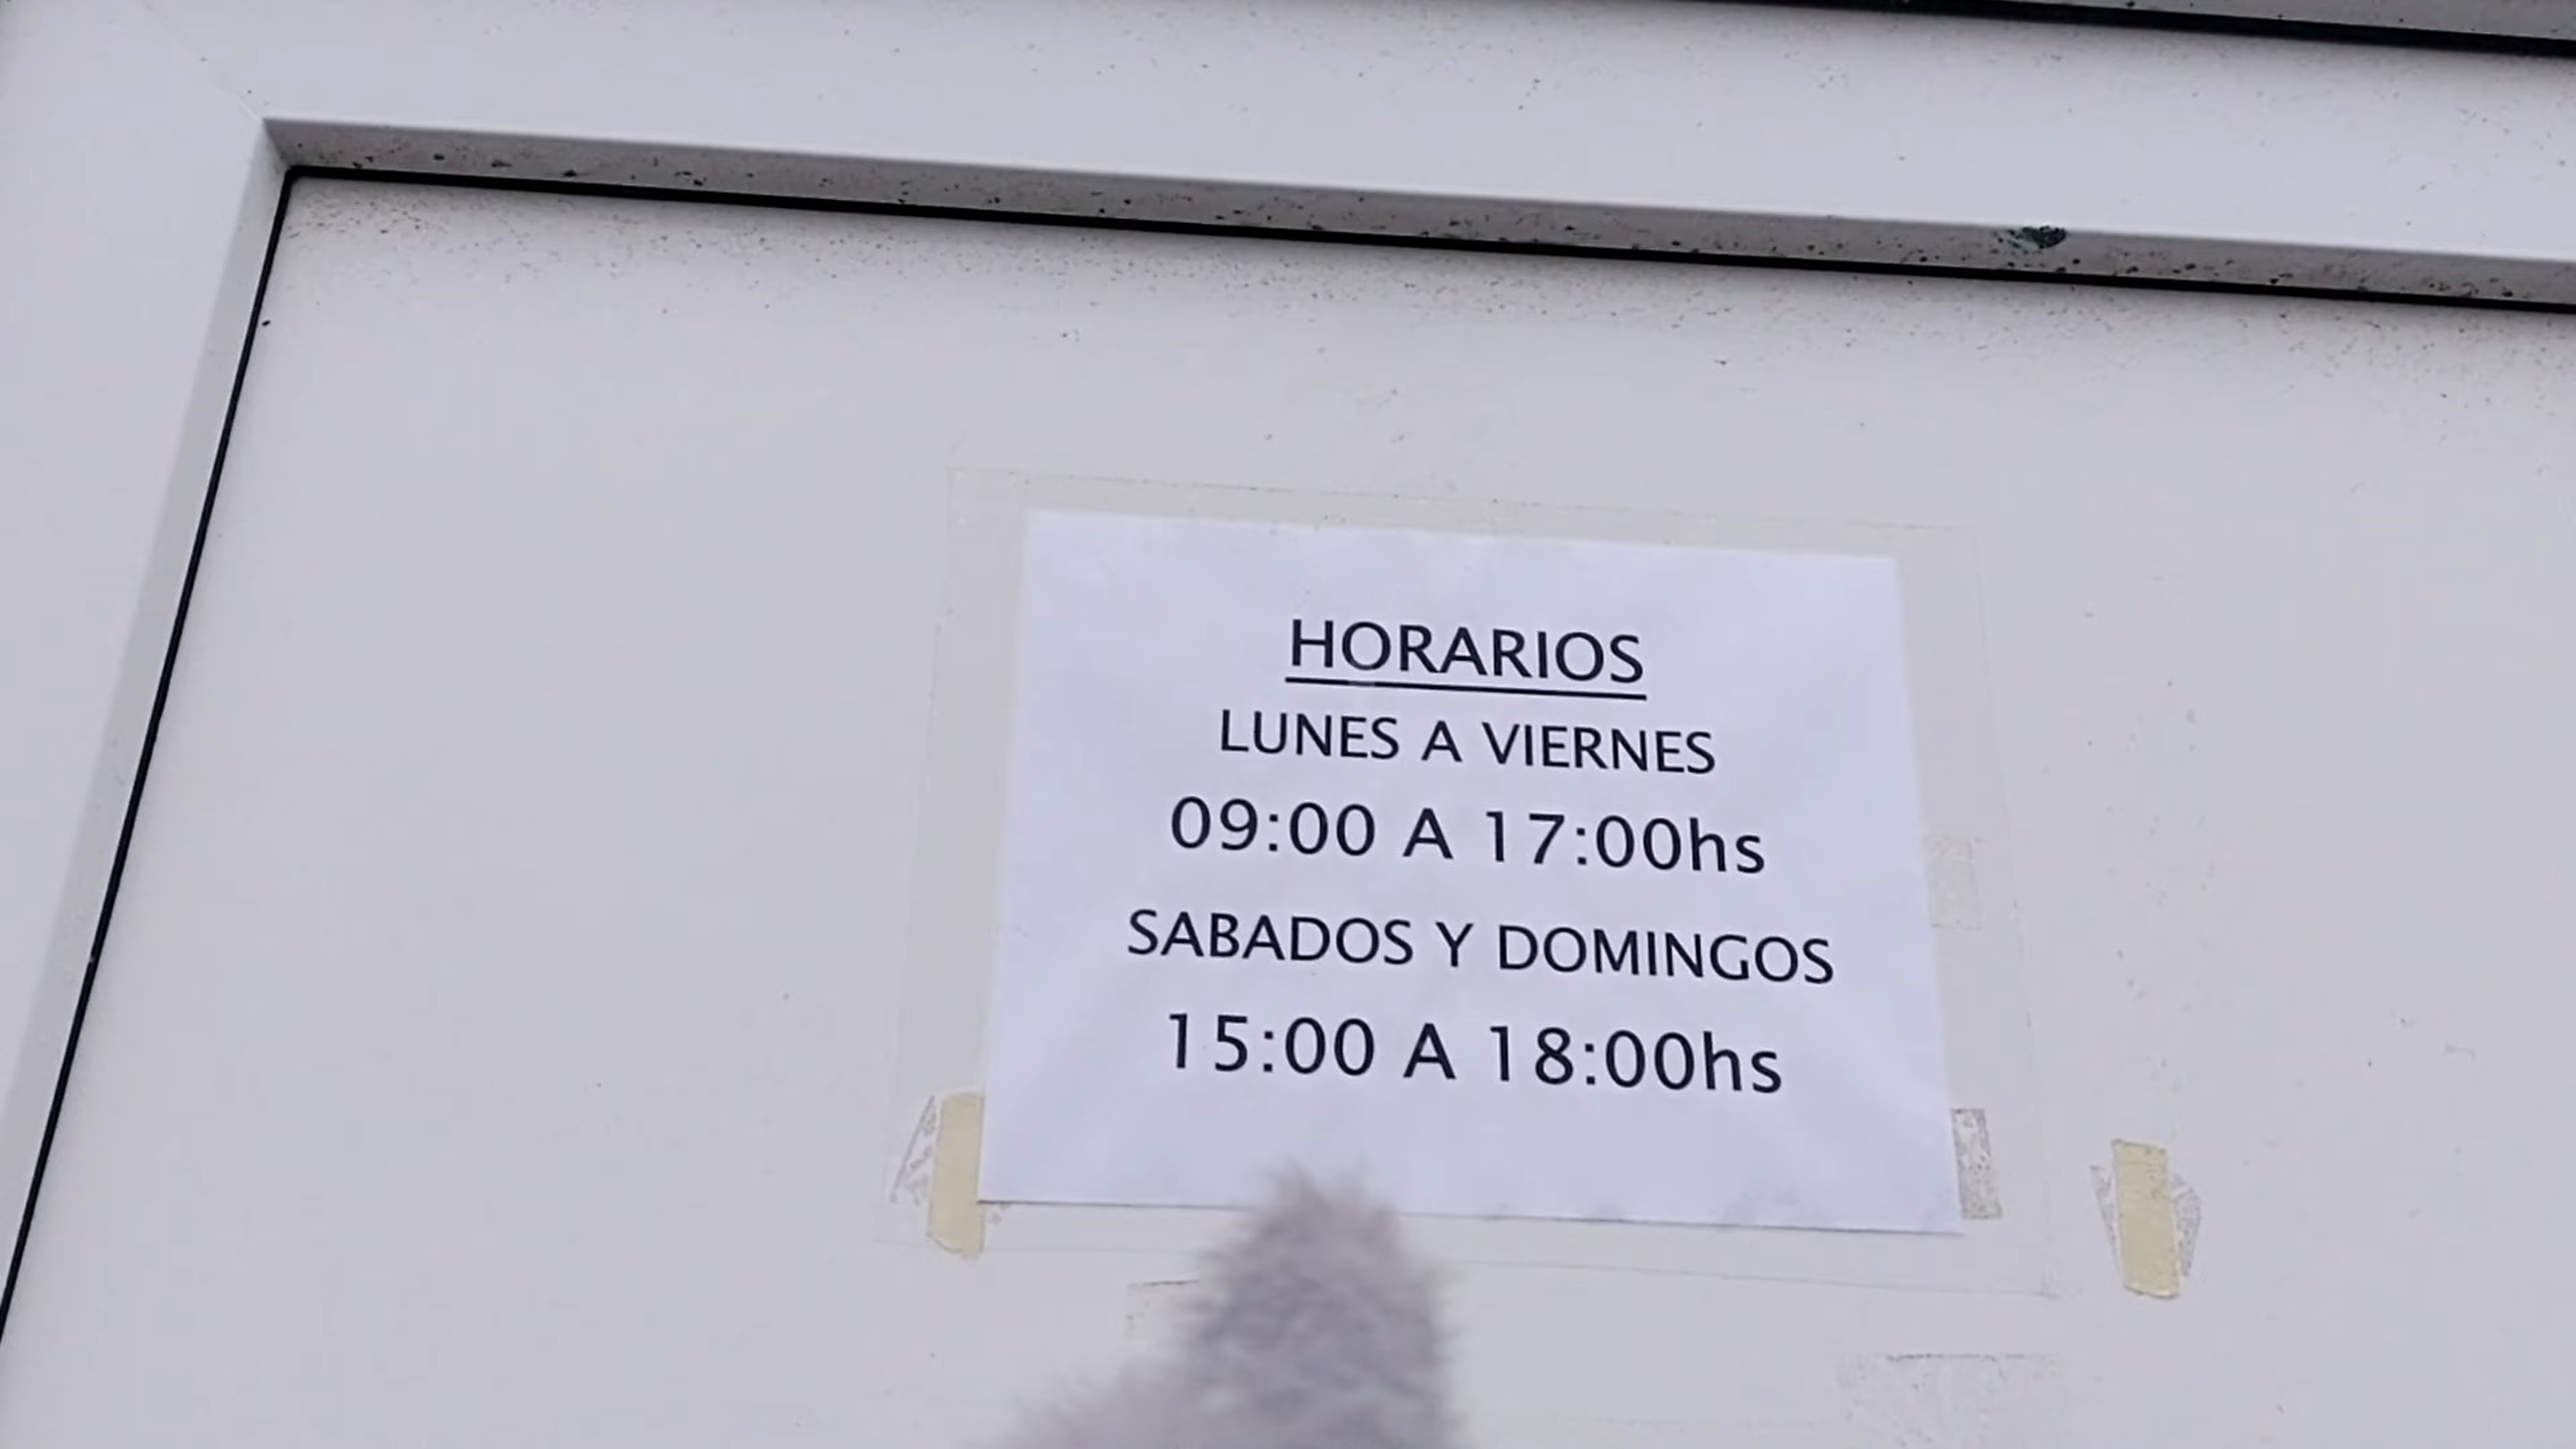 HORARIOS
LUNES A VIERNES
09:00 A 17:00hs
SABADOS Y DOMINGOS
15:00 A 18:00hs